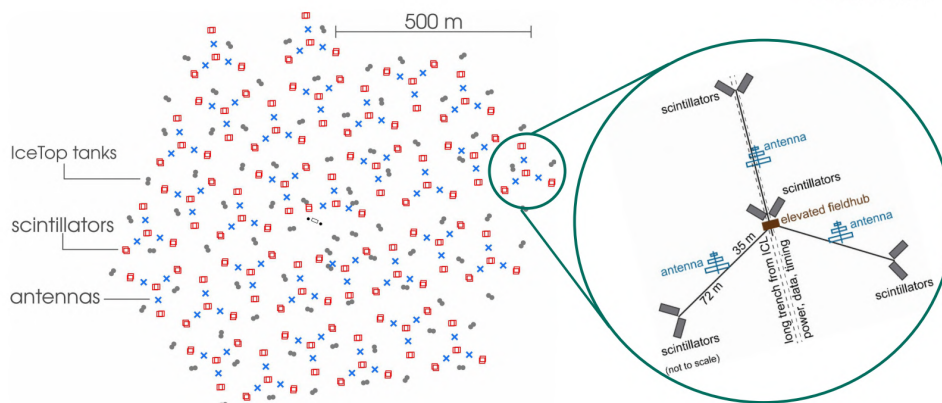 500 m
IceTop tanks
scintillators
antennas
scintillators
antenna
scintillators
elevated fieldhub
antenna
antenna
35 m
72 m
long trench from ICL
power, data, timing
scintillators
scintillators
(not to scale)